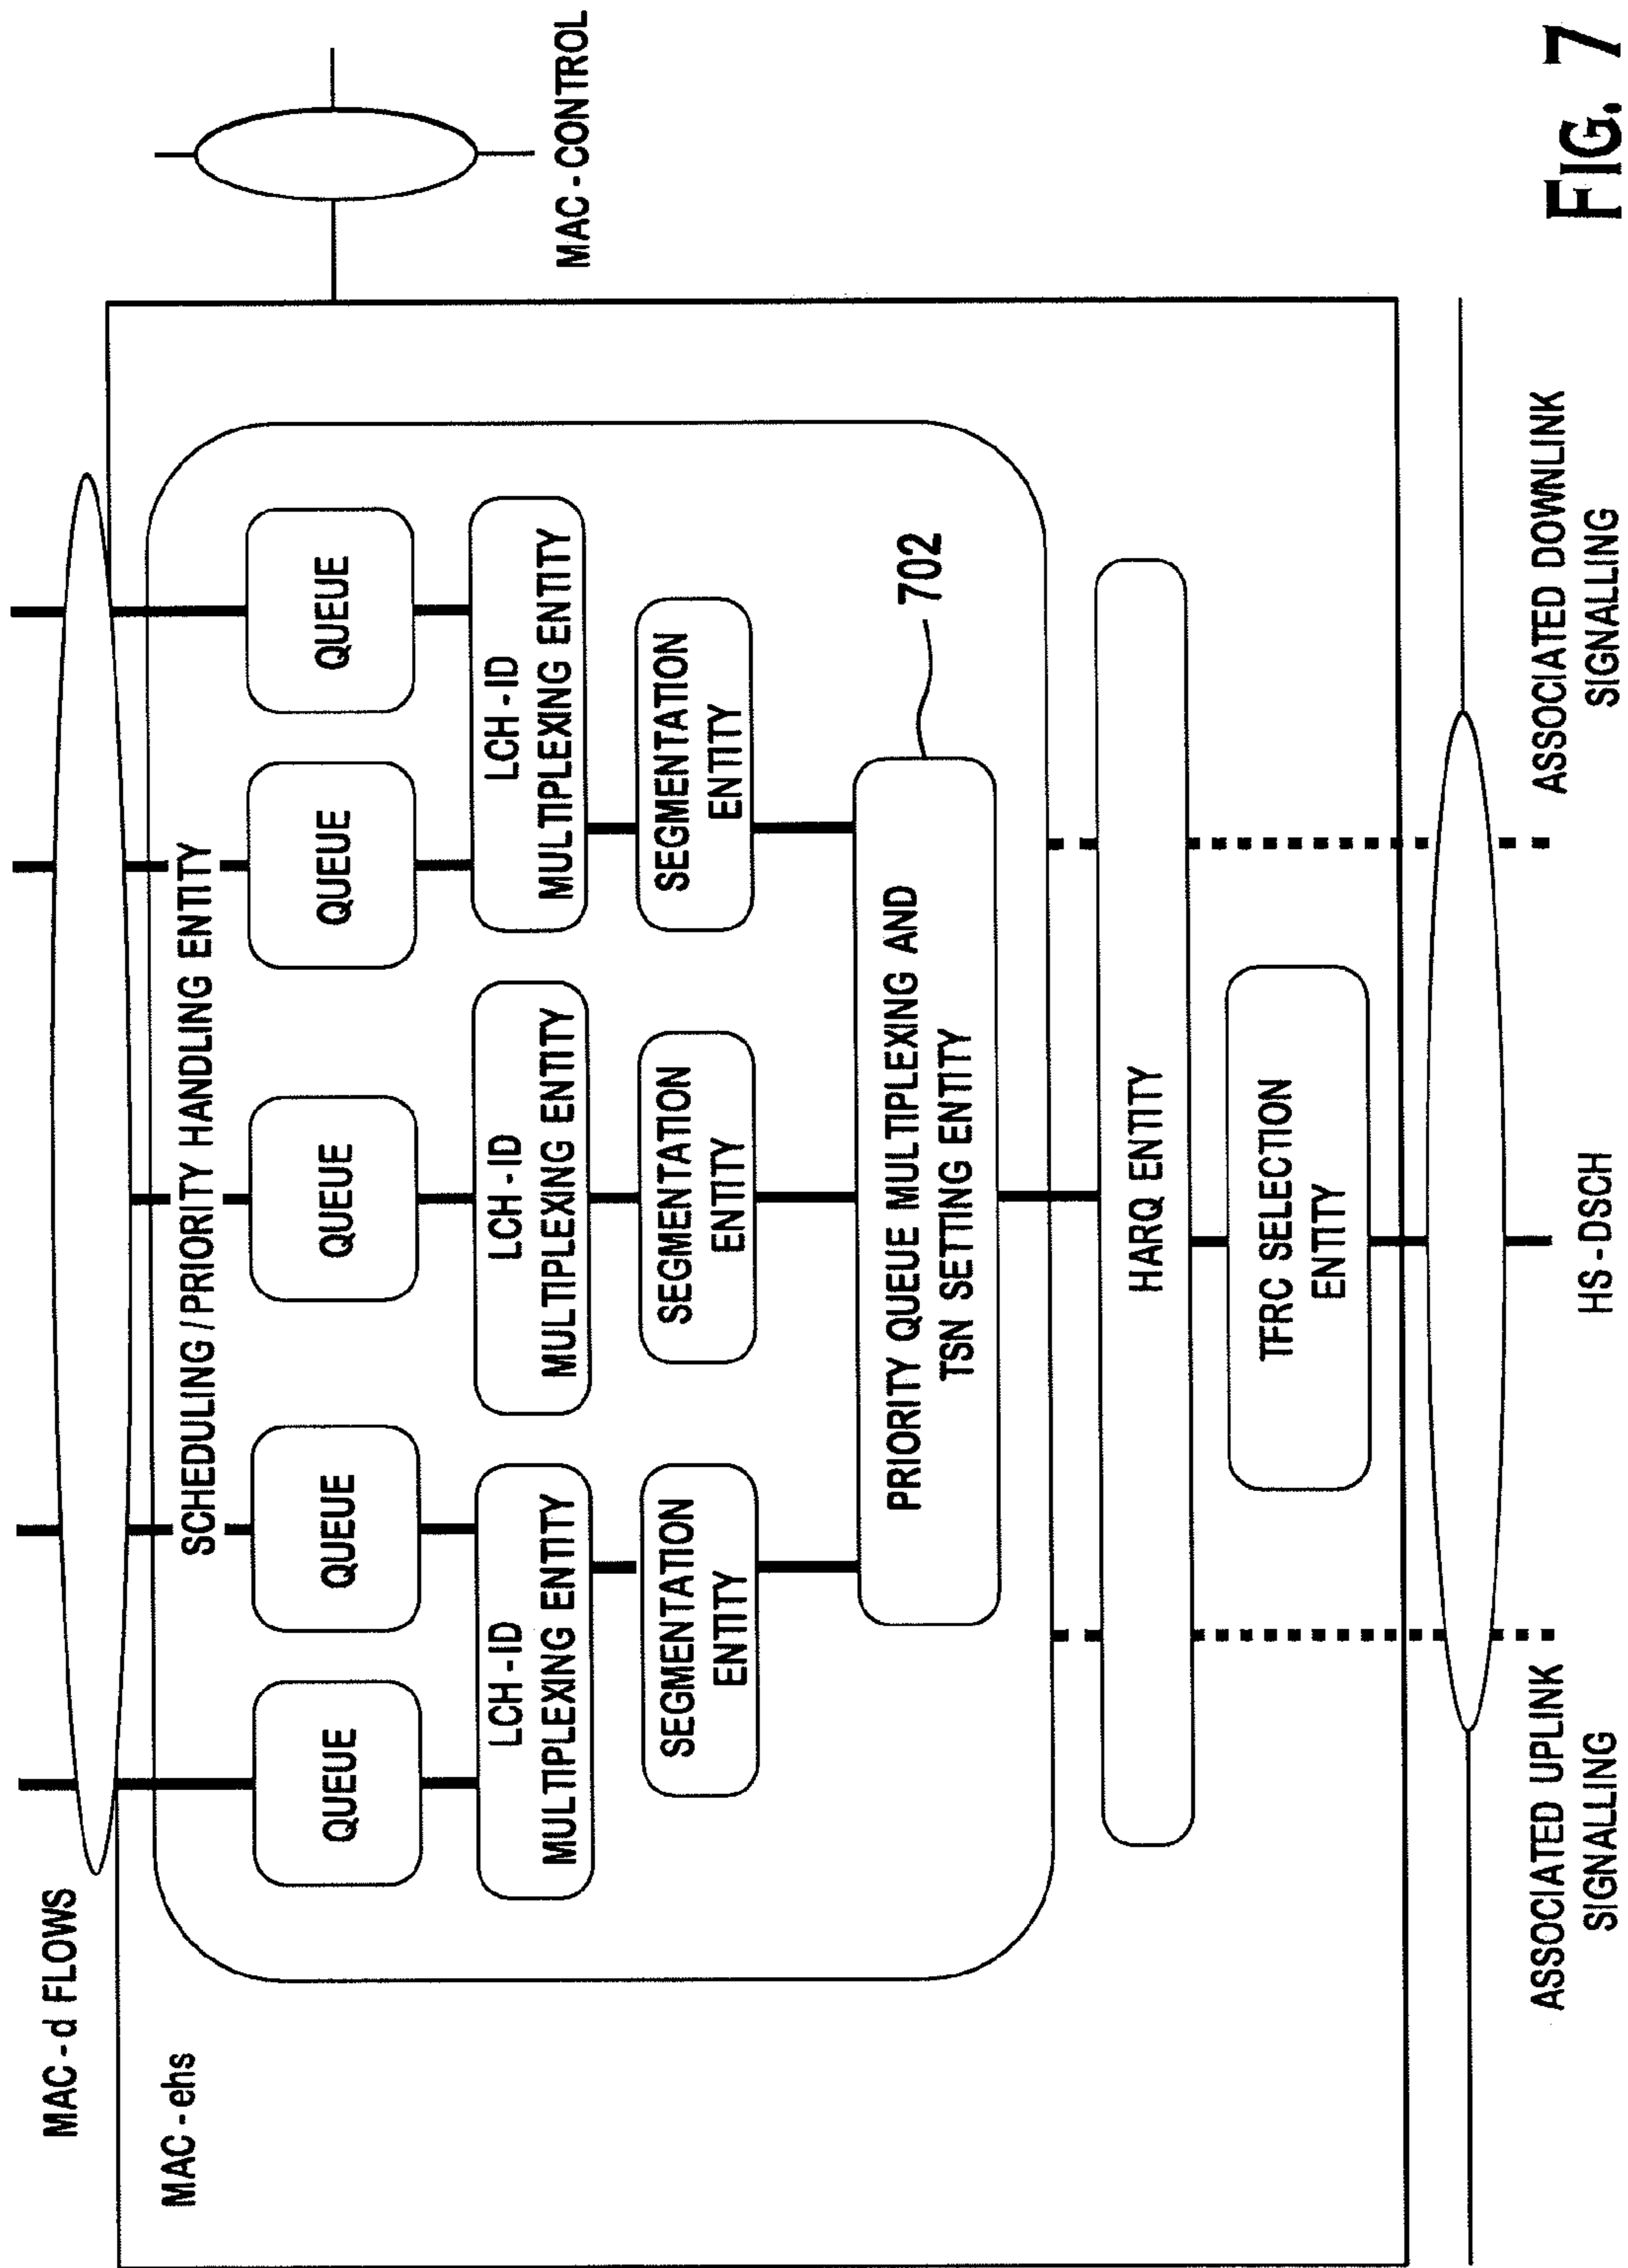 MAC-d FLOWS
MAC-ehs
SCHEDULING / PRIORITY HANDLING ENTITY
MAC-CONTROL
QUEUE
QUEUE
QUEUE
QUEUE
QUEUE
LCH-ID
MULTIPLEXING ENTITY
LCH-ID
MULTIPLEXING ENTITY
LCH-ID
MULTIPLEXING ENTITY
SEGMENTATION
ENTITY
SEGMENTATION
ENTITY
SEGMENTATION
ENTITY
702
PRIORITY QUEUE MULTIPLEXING AND
TSN SETTING ENTITY
HARQ ENTITY
TFRC SELECTION
ENTITY
ASSOCIATED UPLINK
SIGNALLING
HS-DSCH
ASSOCIATED DOWNLINK
SIGNALLING
FIG. 7